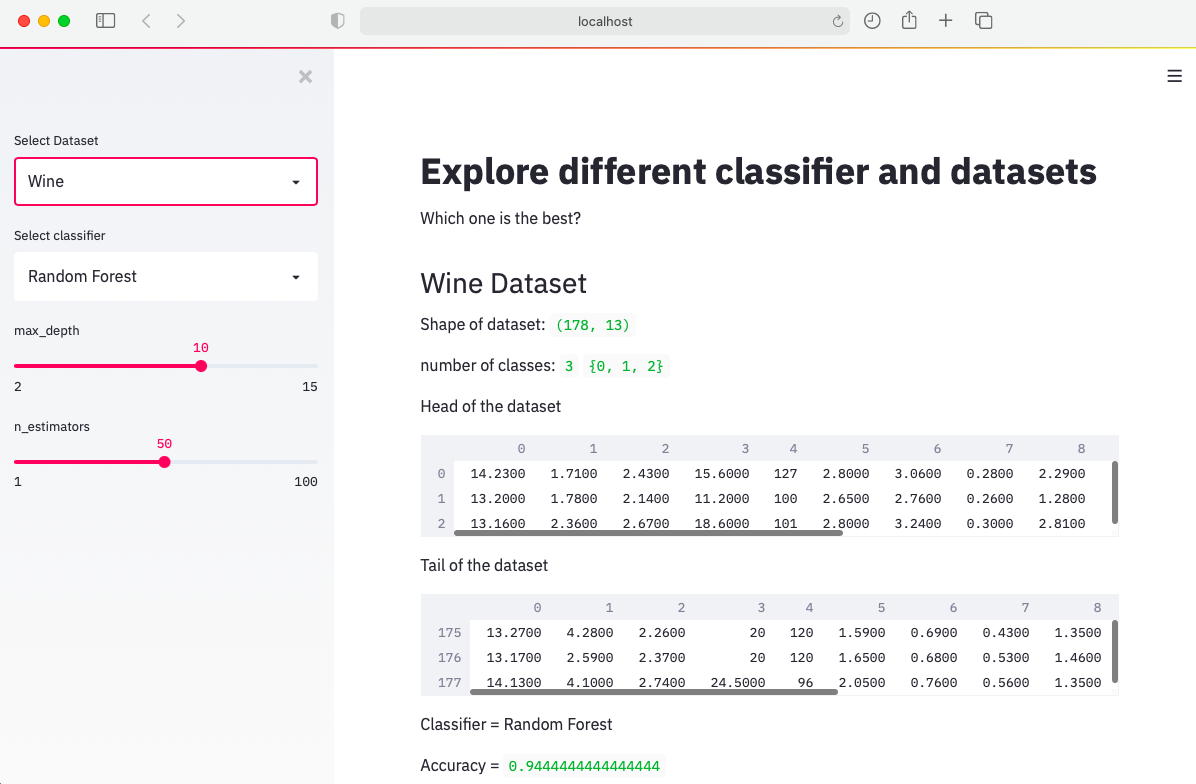 localhost
Select Dataset
Wine
Select classifier
Random Forest
max_depth
10
2 15
n_estimators
50
1 100
Explore different classifier and datasets
Which one is the best?
Wine Dataset
Shape of dataset: (178, 13)
number of classes: 3 {0, 1, 2}
Head of the dataset
0 1 2 3 4 5 6 7 8
0 14.2300 1.7100 2.4300 15.6000 127 2.8000 3.0600 0.2800 2.2900
1 13.2000 1.7800 2.1400 11.2000 100 2.6500 2.7600 0.2600 1.2800
2 13.1600 2.3600 2.6700 18.6000 101 2.8000 3.2400 0.3000 2.8100
Tail of the dataset
0 1 2 3 4 5 6 7 8
175 13.2700 4.2800 2.2600 20 120 1.5900 0.6900 0.4300 1.3500
176 13.1700 2.5900 2.3700 20 120 1.6500 0.6800 0.5300 1.4600
177 14.1300 4.1000 2.7400 24.5000 96 2.0500 0.7600 0.5600 1.3500
Classifier = Random Forest
Accuracy = 0.9444444444444444